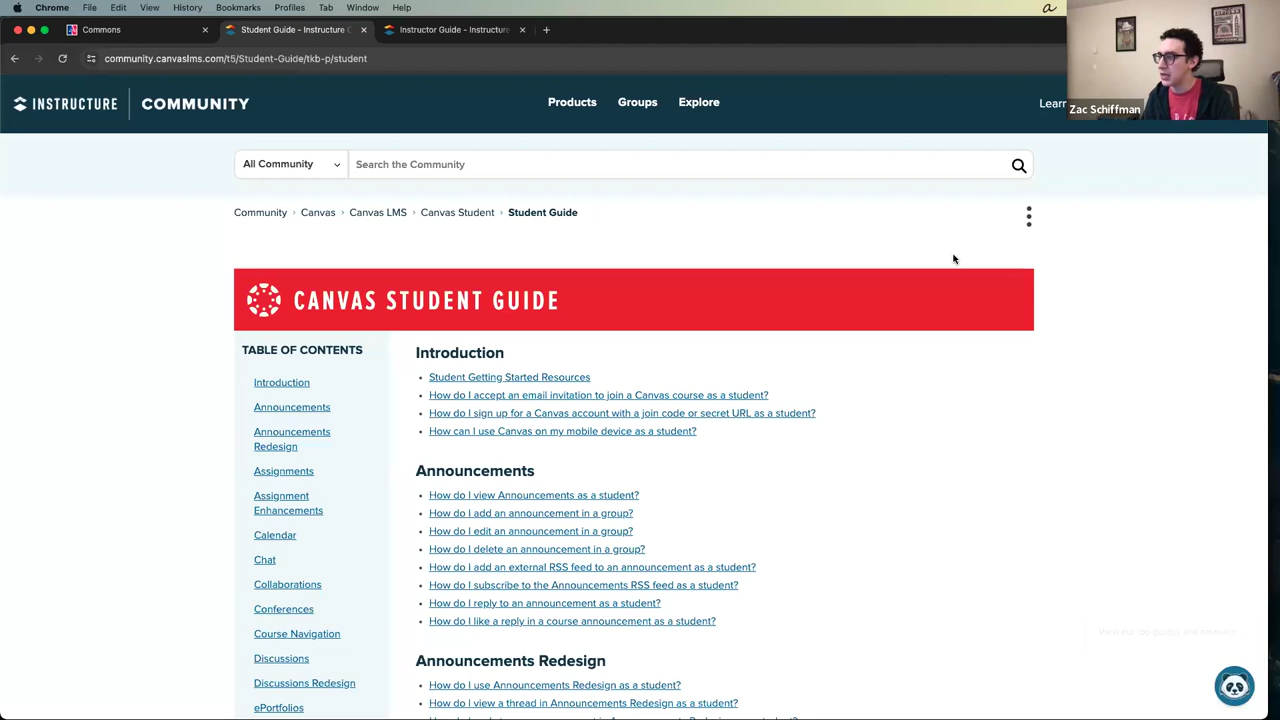 Chrome File Edit View History Bookmarks Profiles Tab Window Help
Commons
Student Guide - Instructure C
Instructor Guide - Instructure
community.canvaslms.com/t5/Student-Guide/tkb-p/student
Zac Schiffman
INSTRUCTURE COMMUNITY
Products Groups Explore Learn
All Community Search the Community
Community › Canvas › Canvas LMS › Canvas Student › Student Guide
CANVAS STUDENT GUIDE
TABLE OF CONTENTS
Introduction
Announcements
Announcements
Redesign
Assignments
Assignment
Enhancements
Calendar
Chat
Collaborations
Conferences
Course Navigation
Discussions
Discussions Redesign
ePortfolios
Introduction
• Student Getting Started Resources
• How do I accept an email invitation to join a Canvas course as a student?
• How do I sign up for a Canvas account with a join code or secret URL as a student?
• How can I use Canvas on my mobile device as a student?
Announcements
• How do I view Announcements as a student?
• How do I add an announcement in a group?
• How do I edit an announcement in a group?
• How do I delete an announcement in a group?
• How do I add an external RSS feed to an announcement as a student?
• How do I subscribe to the Announcements RSS feed as a student?
• How do I reply to an announcement as a student?
• How do I like a reply in a course announcement as a student?
Announcements Redesign
• How do I use Announcements Redesign as a student?
• How do I view a thread in Announcements Redesign as a student?
View our top guides and resource